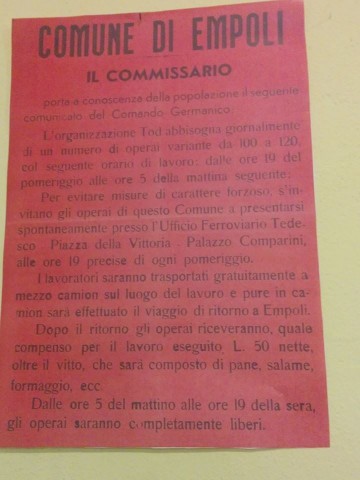 COMUNE DI EMPOLI
IL COMMISSARIO
porta a conoscenza della popolazione il seguente
comunicato del Comando Germanico:
L'organizzazione Tod abbisogna giornalmente
di un numero di operai variante da 100 a 120,
col seguente orario di lavoro: dalle ore 19 del
pomeriggio alle ore 5 della mattina seguente:
Per evitare misure di carattere forzoso, s'in-
vitano gli operai di questo Comune a presentarsi
spontaneamente presso l'Ufficio Ferroviario Tede-
sco - Piazza della Vittoria - Palazzo Comparini,
alle ore 19 precise di ogni pomeriggio.
I lavoratori saranno trasportati gratuitamente a
mezzo camion sul luogo del lavoro e pure in ca-
mion sarà effettuato il viaggio di ritorno a Empoli.
Dopo il ritorno gli operai riceveranno, quale
compenso per il lavoro eseguito L. 50 nette,
oltre il vitto, che sarà composto di pane, salame,
formaggio, ecc.
Dalle ore 5 del mattino alle ore 19 della sera,
gli operai saranno completamente liberi.